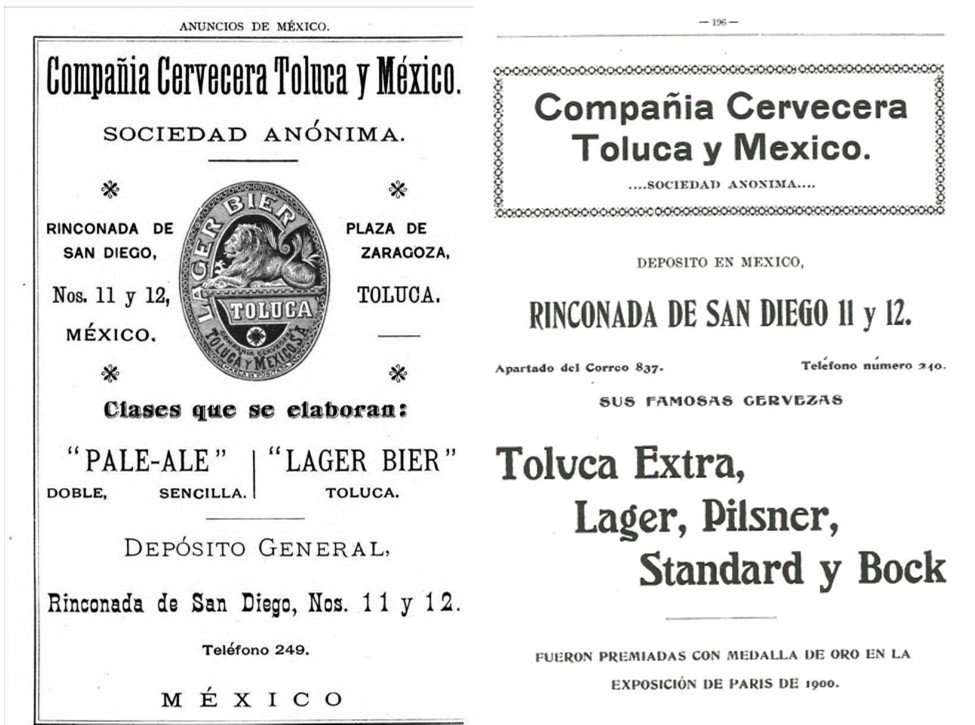 ANUNCIOS DE MÉXICO.
Compañia Cervecera Toluca y México.
SOCIEDAD ANÓNIMA.
RINCONADA DE
SAN DIEGO,
Nos. 11 y 12,
MÉXICO.
LAGER BIER
TOLUCA
COMPAÑIA CERVECERA
TOLUCA Y MEXICO S.A.
PLAZA DE
ZARAGOZA,
TOLUCA.
Clases que se elaboran:
"PALE-ALE" | "LAGER BIER"
DOBLE, SENCILLA. | TOLUCA.
DEPÓSITO GENERAL,
Rinconada de San Diego, Nos. 11 y 12.
Teléfono 249.
MÉXICO
— 196 —
Compañia Cervecera
Toluca y Mexico.
....SOCIEDAD ANONIMA....
DEPOSITO EN MEXICO,
RINCONADA DE SAN DIEGO 11 y 12.
Apartado del Correo 837. Teléfono número 240.
SUS FAMOSAS CERVEZAS
Toluca Extra,
Lager, Pilsner,
Standard y Bock
FUERON PREMIADAS CON MEDALLA DE ORO EN LA
EXPOSICIÓN DE PARIS DE 1900.